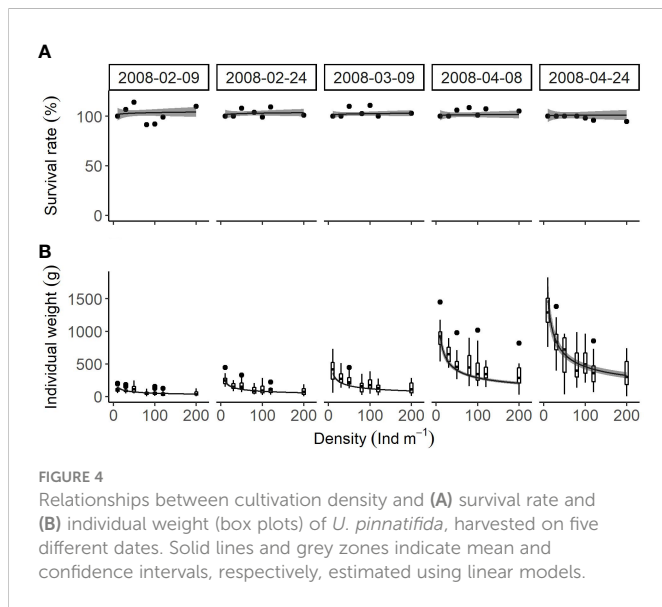 A
2008-02-09 2008-02-24 2008-03-09 2008-04-08 2008-04-24
Survival rate (%)
100
50
0
B
Individual weight (g)
1500
1000
500
0
0 100 200 0 100 200 0 100 200 0 100 200 0 100 200
Density (Ind m⁻¹)
FIGURE 4
Relationships between cultivation density and (A) survival rate and
(B) individual weight (box plots) of U. pinnatifida, harvested on five
different dates. Solid lines and grey zones indicate mean and
confidence intervals, respectively, estimated using linear models.